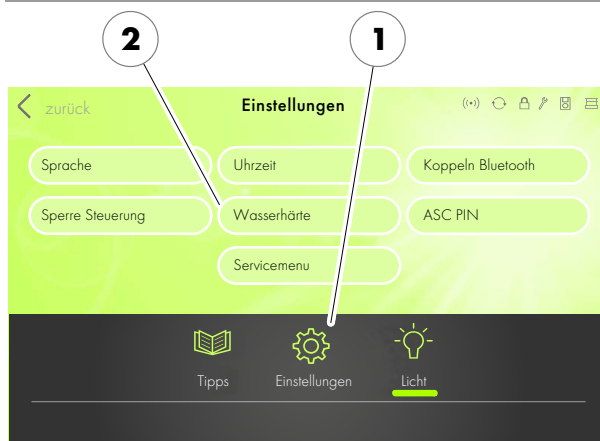 2 1
zurück Einstellungen
Sprache Uhrzeit Koppeln Bluetooth
Sperre Steuerung Wasserhärte ASC PIN
Servicemenu
Tipps Einstellungen Licht